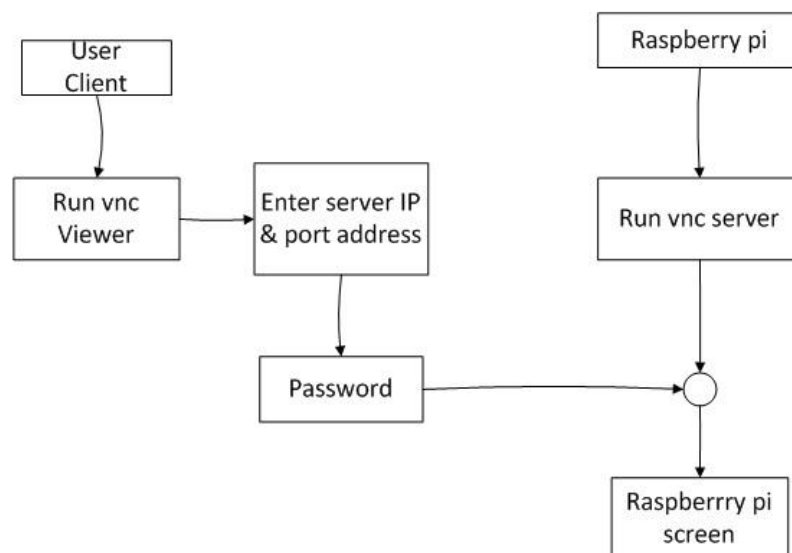 User
Client
Raspberry pi
Run vnc
Viewer
Enter server IP
& port address
Run vnc server
Password
Raspberrry pi
screen